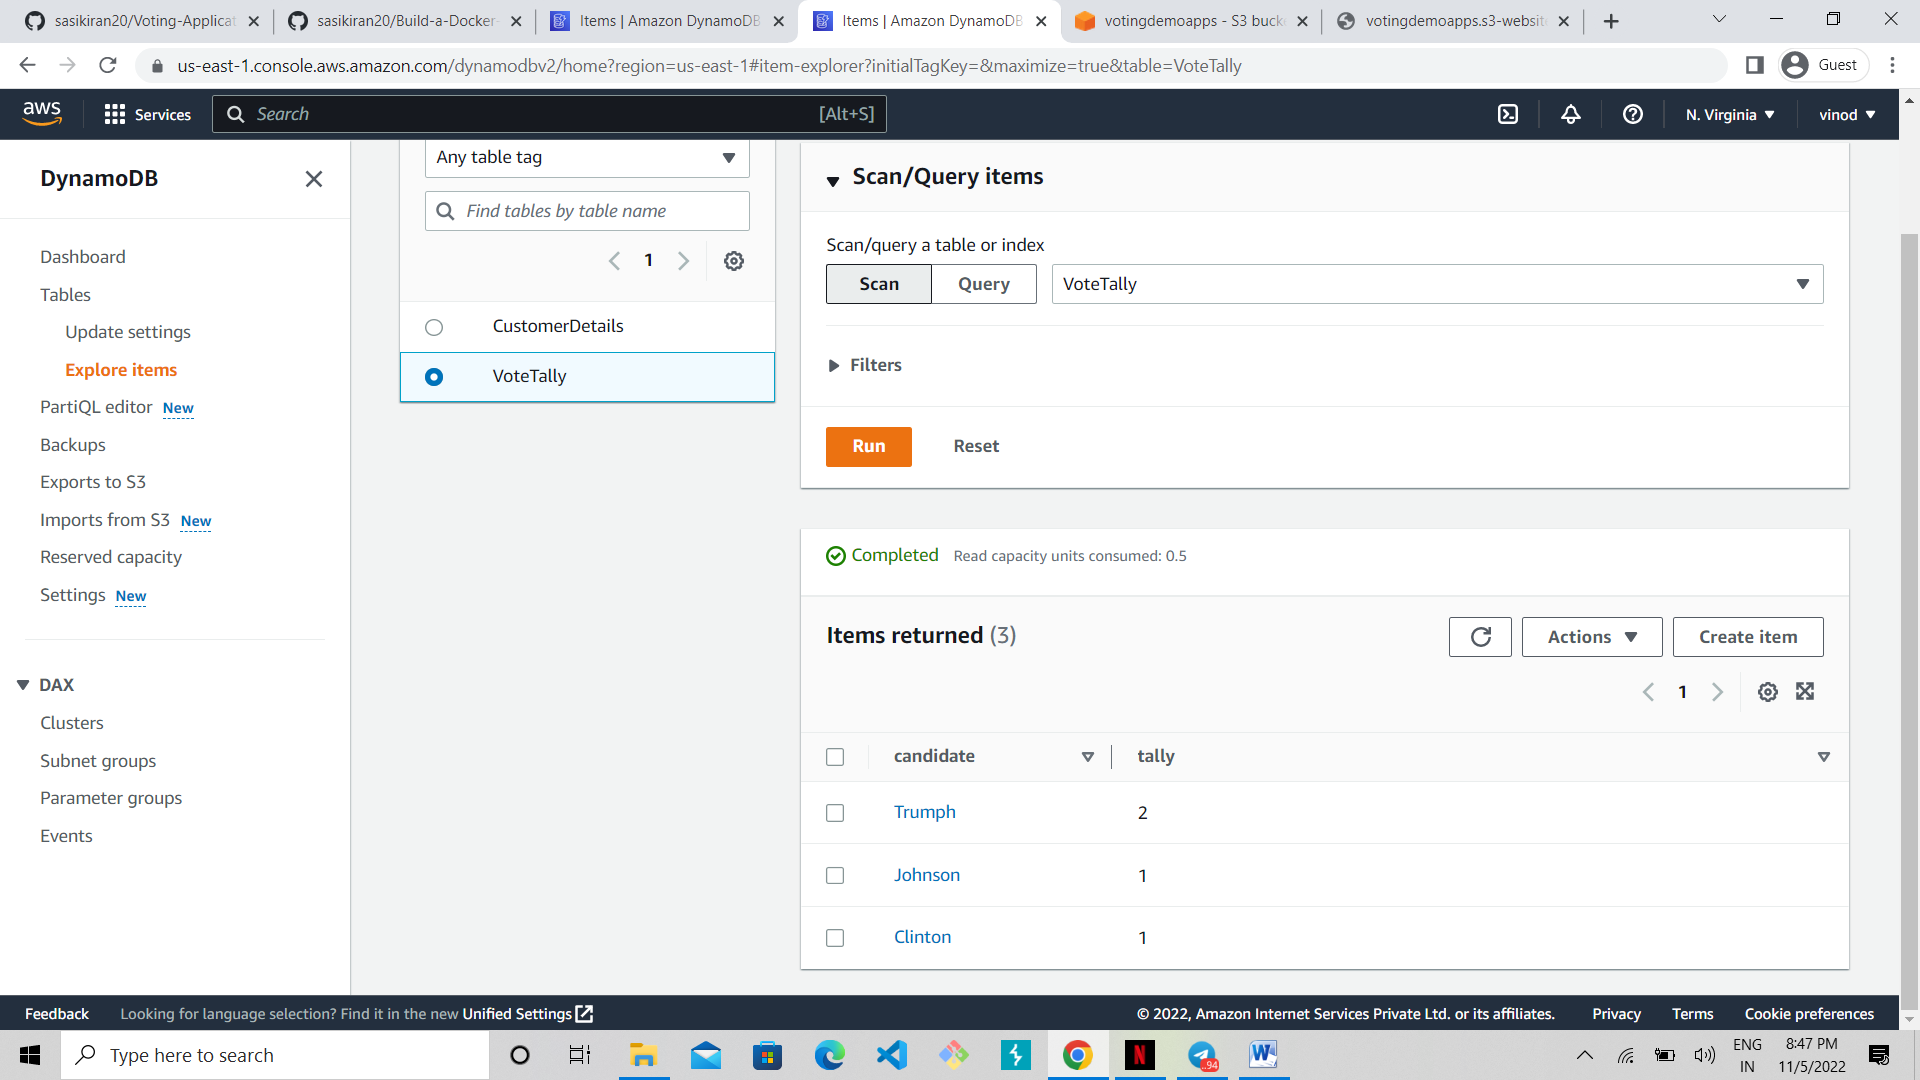 sasikiran20/Voting-Applicat
sasikiran20/Build-a-Docker-
Items | Amazon DynamoDB
Items | Amazon DynamoDB
votingdemoapps - S3 bucke
votingdemoapps.s3-website
us-east-1.console.aws.amazon.com/dynamodbv2/home?region=us-east-1#item-explorer?initialTagKey=&maximize=true&table=VoteTally
Guest
aws
Services
Search
[Alt+S]
N. Virginia
vinod
DynamoDB
Dashboard
Tables
Update settings
Explore items
PartiQL editor New
Backups
Exports to S3
Imports from S3 New
Reserved capacity
Settings New
DAX
Clusters
Subnet groups
Parameter groups
Events
Any table tag
Find tables by table name
1
CustomerDetails
VoteTally
Scan/Query items
Scan/query a table or index
Scan
Query
VoteTally
Filters
Run
Reset
Completed Read capacity units consumed: 0.5
Items returned (3)
Actions
Create item
1
candidate tally
Trumph 2
Johnson 1
Clinton 1
Feedback
Looking for language selection? Find it in the new Unified Settings
© 2022, Amazon Internet Services Private Ltd. or its affiliates.
Privacy
Terms
Cookie preferences
Type here to search
N
94
W
ENG
IN
8:47 PM
11/5/2022